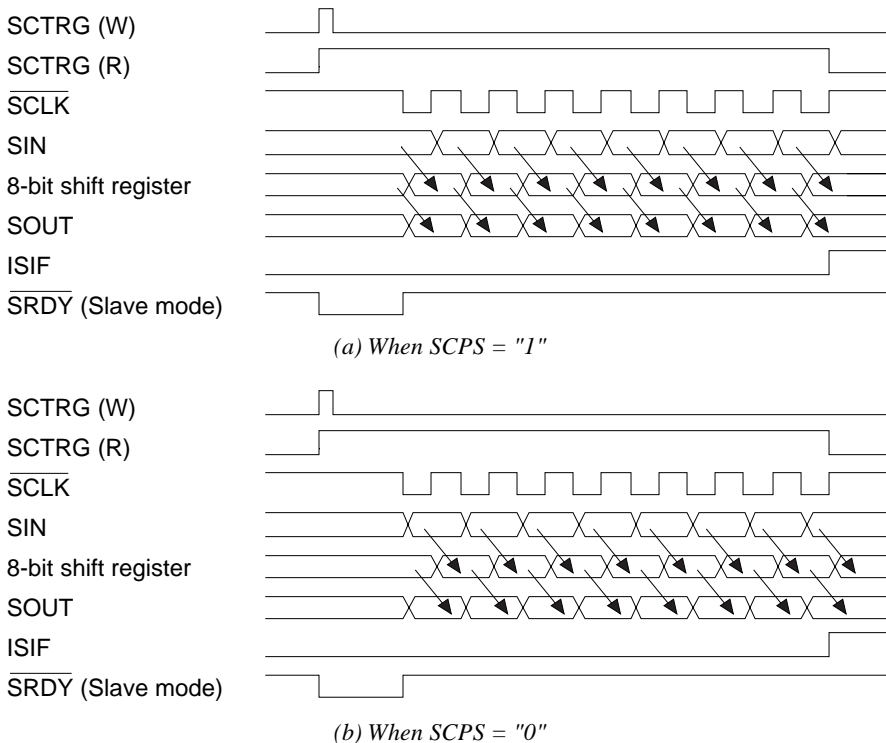 SCTRG (W)
SCTRG (R)
SCLK
SIN
8-bit shift register
SOUT
ISIF
SRDY (Slave mode)
(a) When SCPS = "1"
SCTRG (W)
SCTRG (R)
SCLK
SIN
8-bit shift register
SOUT
ISIF
SRDY (Slave mode)
(b) When SCPS = "0"